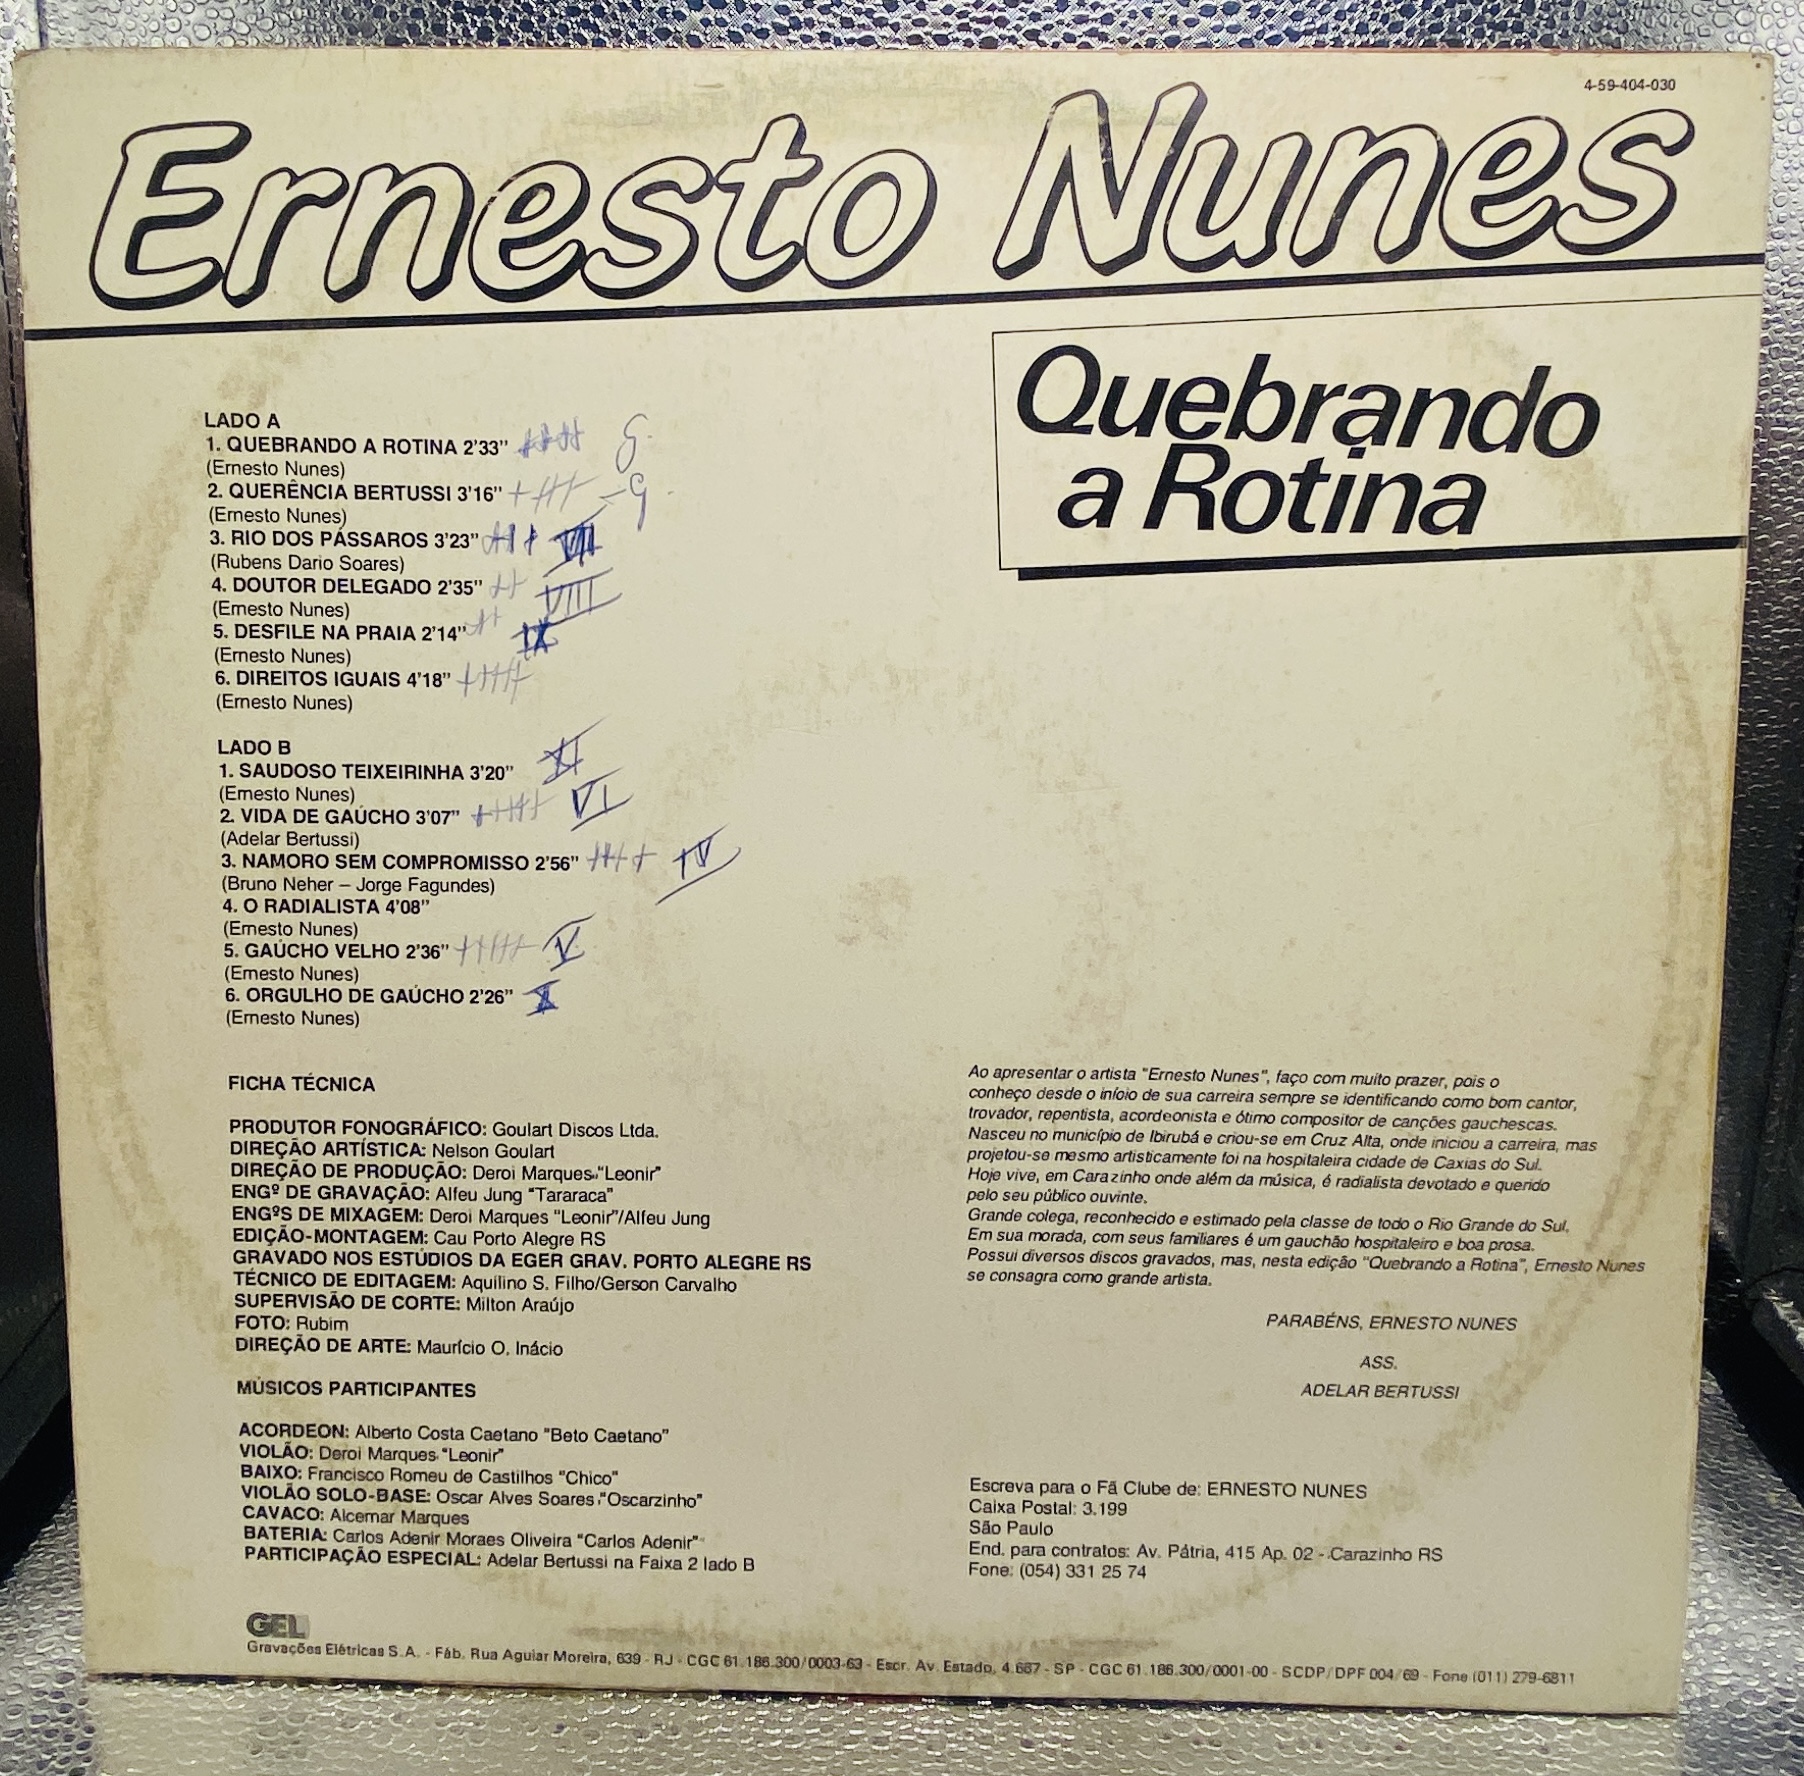 4-59-404-030
Ernesto Nunes
Quebrando
a Rotina
LADO A
1. QUEBRANDO A ROTINA 2'33"
(Ernesto Nunes)
2. QUERÊNCIA BERTUSSI 3'16"
(Ernesto Nunes)
3. RIO DOS PÁSSAROS 3'23" VII
(Rubens Dario Soares)
4. DOUTOR DELEGADO 2'35" VIII
(Ernesto Nunes)
5. DESFILE NA PRAIA 2'14" IX
(Ernesto Nunes)
6. DIREITOS IGUAIS 4'18"
(Ernesto Nunes)
LADO B
1. SAUDOSO TEIXEIRINHA 3'20" XI
(Ernesto Nunes)
2. VIDA DE GAÚCHO 3'07" VI
(Adelar Bertussi)
3. NAMORO SEM COMPROMISSO 2'56" IV
(Bruno Neher – Jorge Fagundes)
4. O RADIALISTA 4'08"
(Ernesto Nunes)
5. GAÚCHO VELHO 2'36" V
(Ernesto Nunes)
6. ORGULHO DE GAÚCHO 2'26" X
(Ernesto Nunes)
FICHA TÉCNICA
PRODUTOR FONOGRÁFICO: Goulart Discos Ltda.
DIREÇÃO ARTÍSTICA: Nelson Goulart
DIREÇÃO DE PRODUÇÃO: Deroi Marques "Leonir"
ENGº DE GRAVAÇÃO: Alfeu Jung "Tararaca"
ENGºS DE MIXAGEM: Deroi Marques "Leonir"/Alfeu Jung
EDIÇÃO-MONTAGEM: Cau Porto Alegre RS
GRAVADO NOS ESTÚDIOS DA EGER GRAV. PORTO ALEGRE RS
TÉCNICO DE EDITAGEM: Aquilino S. Filho/Gerson Carvalho
SUPERVISÃO DE CORTE: Milton Araújo
FOTO: Rubim
DIREÇÃO DE ARTE: Maurício O. Inácio
MÚSICOS PARTICIPANTES
ACORDEON: Alberto Costa Caetano "Beto Caetano"
VIOLÃO: Deroi Marques "Leonir"
BAIXO: Francisco Romeu de Castilhos "Chico"
VIOLÃO SOLO-BASE: Oscar Alves Soares "Oscarzinho"
CAVACO: Alcemar Marques
BATERIA: Carlos Adenir Moraes Oliveira "Carlos Adenir"
PARTICIPAÇÃO ESPECIAL: Adelar Bertussi na Faixa 2 lado B
Ao apresentar o artista "Ernesto Nunes", faço com muito prazer, pois o
conheço desde o início de sua carreira sempre se identificando como bom cantor,
trovador, repentista, acordeonista e ótimo compositor de canções gauchescas.
Nasceu no município de Ibirubá e criou-se em Cruz Alta, onde iniciou a carreira, mas
projetou-se mesmo artisticamente foi na hospitaleira cidade de Caxias do Sul.
Hoje vive, em Carazinho onde além da música, é radialista devotado e querido
pelo seu público ouvinte.
Grande colega, reconhecido e estimado pela classe de todo o Rio Grande do Sul.
Em sua morada, com seus familiares é um gauchão hospitaleiro e boa prosa.
Possui diversos discos gravados, mas, nesta edição "Quebrando a Rotina", Ernesto Nunes
se consagra como grande artista.
PARABÉNS, ERNESTO NUNES
ASS.
ADELAR BERTUSSI
Escreva para o Fã Clube de: ERNESTO NUNES
Caixa Postal: 3.199
São Paulo
End. para contratos: Av. Pátria, 415 Ap. 02 - Carazinho RS
Fone: (054) 331 25 74
GEL
Gravações Elétricas S.A. - Fáb. Rua Aguiar Moreira, 639 - RJ - CGC 61.186.300/0003-63 - Escr. Av. Estado, 4.667 - SP - CGC 61.186.300/0001-00 - SCDP/DPF 004/69 - Fone (011) 279-6811